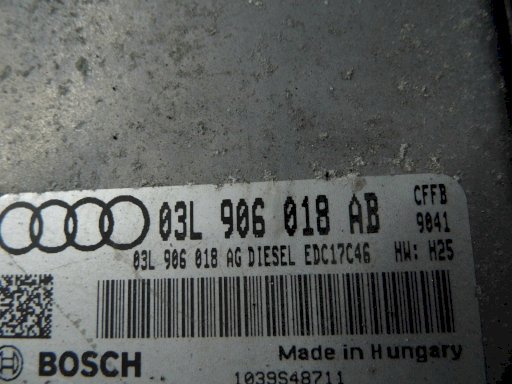 03L 906 018 AB CFFB
9041
03L 906 018 AG DIESEL EDC17C46 HW: H25
BOSCH Made in Hungary
1039S48711